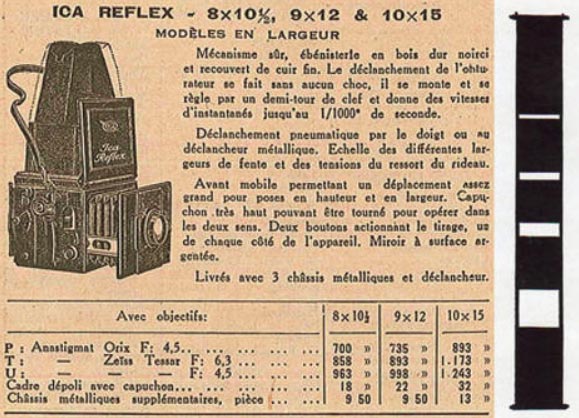 ICA REFLEX - 8×10½, 9×12 & 10×15
MODÈLES EN LARGEUR
Mécanisme sûr, ébénisterie en bois dur noirci
et recouvert de cuir fin. Le déclanchement de l'obtu-
rateur se fait sans aucun choc, il se monte et se
règle par un demi-tour de clef et donne des vitesses
d'instantanés jusqu'au 1/1000e de seconde.
Déclanchement pneumatique par le doigt ou au
déclancheur métallique. Echelle des différentes lar-
geurs de fente et des tensions du ressort du rideau.
Avant mobile permettant un déplacement assez
grand pour poses en hauteur et en largeur. Capu-
chon très haut pouvant être tourné pour opérer dans
les deux sens. Deux boutons actionnant le tirage, un
de chaque côté de l'appareil. Miroir à surface ar-
gentée.
Livrés avec 3 châssis métalliques et déclancheur.
Ica
Reflex
Avec objectifs: 8×10½ 9×12 10×15
P : Anastigmat Orix F: 4,5... ... ... ... ... 700 » 735 » 893 »
T : — Zeiss Tessar F: 6,3 ... ... ... 858 » 893 » 1.173 »
U : — — F: 4,5 ... ... ... 963 » 998 » 1.243 »
Cadre dépoli avec capuchon... ... ... ... ... 18 » 22 » 32 »
Châssis métalliques supplémentaires, pièce ... ... 9 50 9 50 13 »